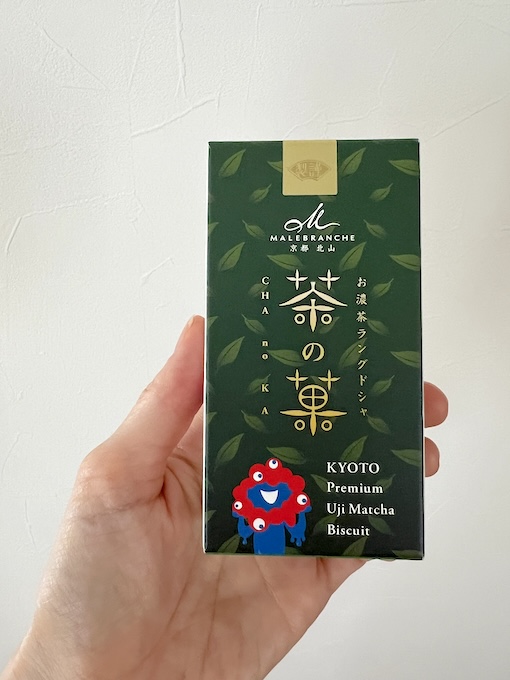 MALEBRANCHE
京都 北山
お濃茶ラングドシャ
茶の菓
CHA no KA
KYOTO
Premium
Uji Matcha
Biscuit